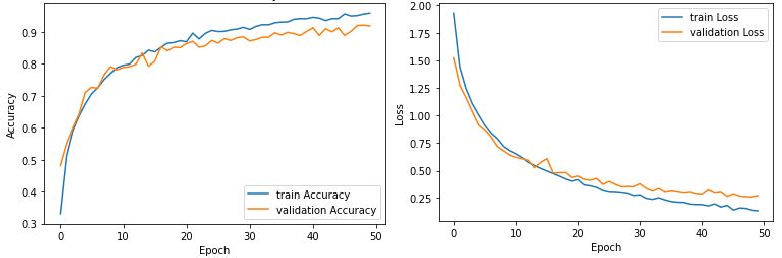 0.9
0.8
0.7
0.6
0.5
0.4
0.3
Accuracy
0 10 20 30 40 50
Epoch
train Accuracy
validation Accuracy
2.00
1.75
1.50
1.25
1.00
0.75
0.50
0.25
Loss
0 10 20 30 40 50
Epoch
train Loss
validation Loss